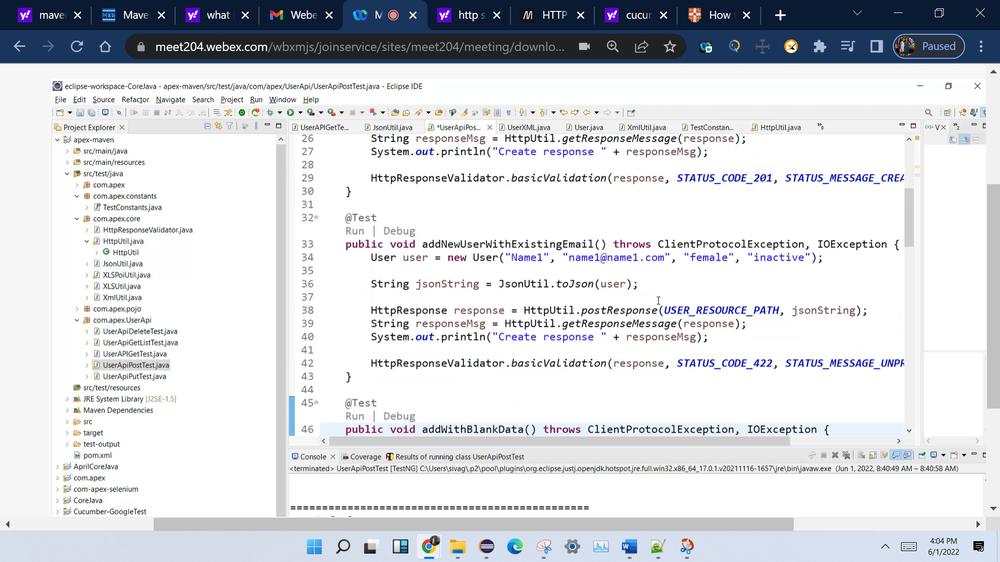 mave
Mave
what i
Webe
M
http s
HTTP
cucur
How
meet204.webex.com/wbxmjs/joinservice/sites/meet204/meeting/downlo...
Paused
eclipse-workspace-CoreJava - apex-maven/src/test/java/com/apex/UserApi/UserApiPostTest.java - Eclipse IDE
File Edit Source Refactor Navigate Search Project Run Window Help
Project Explorer
UserAPIGetTe...
JsonUtil.java
*UserApiPos...
UserXML.java
User.java
XmlUtil.java
TestConstan...
HttpUtil.java
»9
(x)= V
»2
apex-maven
src/main/java
src/main/resources
src/test/java
com.apex
com.apex.constants
TestConstants.java
com.apex.core
HttpResponseValidator.java
HttpUtil.java
HttpUtil
JsonUtil.java
XLSPoiUtil.java
XLSUtil.java
XmlUtil.java
com.apex.pojo
com.apex.UserApi
UserApiDeleteTest.java
UserApiGetListTest.java
UserAPIGetTest.java
UserApiPostTest.java
UserApiPutTest.java
src/test/resources
JRE System Library [J2SE-1.5]
Maven Dependencies
src
target
test-output
pom.xml
AprilCoreJava
com.apex
com-apex-selenium
CoreJava
Cucumber-GoogleTest
26 String responseMsg = HttpUtil.getResponseMessage(response);
27 System.out.println("Create response " + responseMsg);
28
29 HttpResponseValidator.basicValidation(response, STATUS_CODE_201, STATUS_MESSAGE_CREA
30 }
31
32 @Test
Run | Debug
33 public void addNewUserWithExistingEmail() throws ClientProtocolException, IOException {
34 User user = new User("Name1", "name1@name1.com", "female", "inactive");
35
36 String jsonString = JsonUtil.toJson(user);
37
38 HttpResponse response = HttpUtil.postResponse(USER_RESOURCE_PATH, jsonString);
39 String responseMsg = HttpUtil.getResponseMessage(response);
40 System.out.println("Create response " + responseMsg);
41
42 HttpResponseValidator.basicValidation(response, STATUS_CODE_422, STATUS_MESSAGE_UNPR
43 }
44
45 @Test
Run | Debug
46 public void addWithBlankData() throws ClientProtocolException, IOException {
Console
Coverage
Results of running class UserApiPostTest
<terminated> UserApiPostTest [TestNG] C:\Users\sivag\.p2\pool\plugins\org.eclipse.justj.openjdk.hotspot.jre.full.win32.x86_64_17.0.1.v20211116-1657\jre\bin\javaw.exe (Jun 1, 2022, 8:40:49 AM – 8:40:58 AM)
===============================================
4:04 PM
6/1/2022